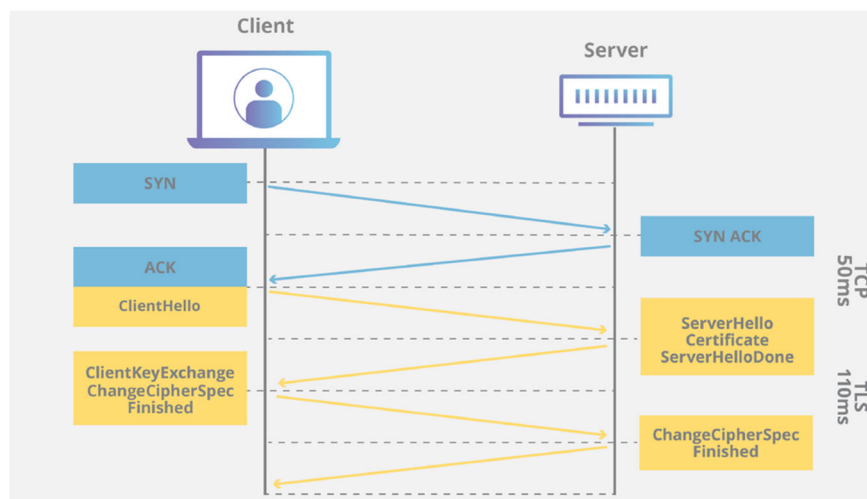 Client
Server
SYN
SYN ACK
ACK
ClientHello
TCP
50ms
ServerHello
Certificate
ServerHelloDone
ClientKeyExchange
ChangeCipherSpec
Finished
TLS
110ms
ChangeCipherSpec
Finished